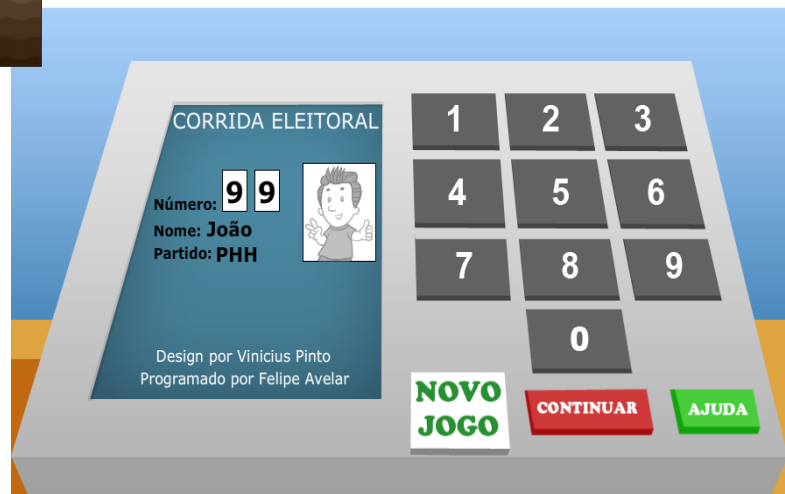 CORRIDA ELEITORAL
Número: 9 9
Nome: João
Partido: PHH
Design por Vinicius Pinto
Programado por Felipe Avelar
1 2 3
4 5 6
7 8 9
0
NOVO
JOGO
CONTINUAR
AJUDA